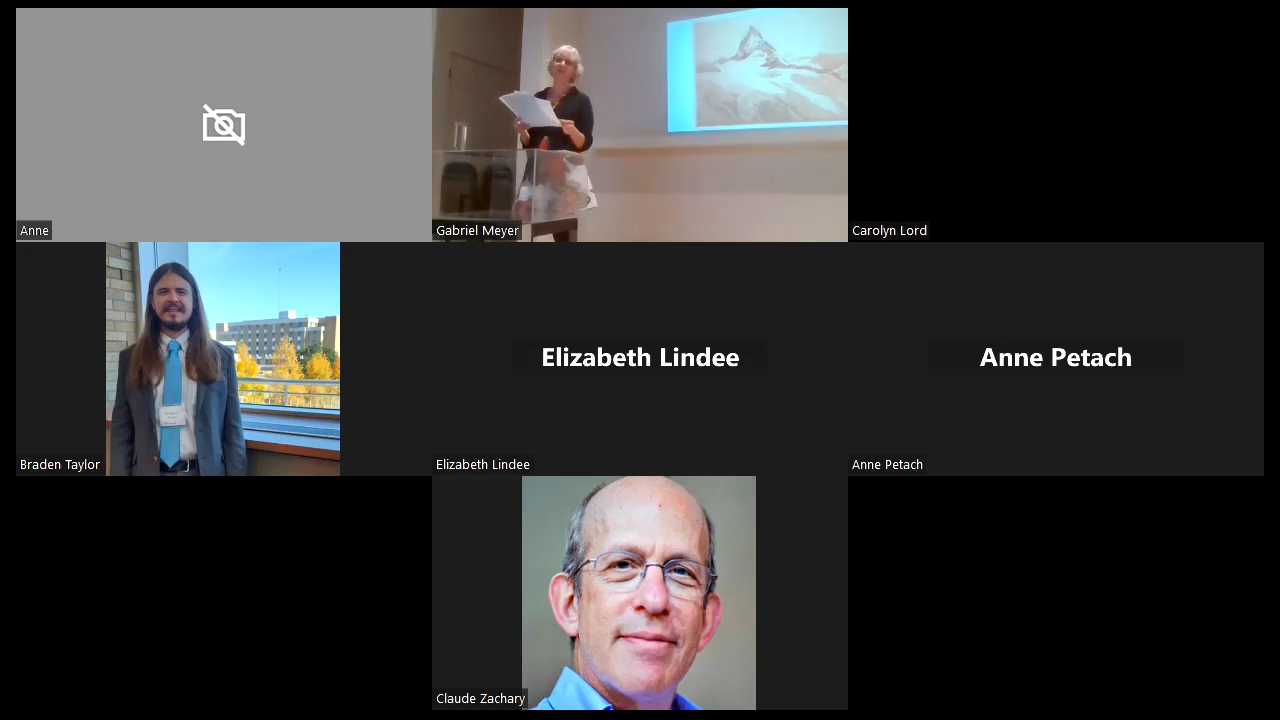 Anne
Gabriel Meyer
Carolyn Lord
Braden Taylor
Elizabeth Lindee
Elizabeth Lindee
Anne Petach
Anne Petach
Claude Zachary